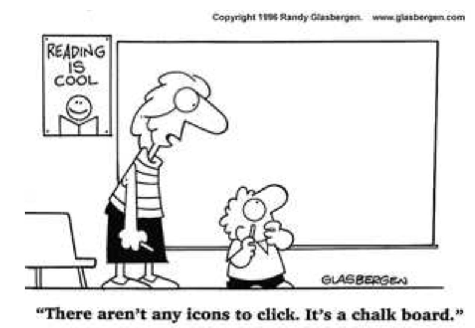 Copyright 1996 Randy Glasbergen. www.glasbergen.com
READING
IS
COOL
GLASBERGEN
“There aren’t any icons to click. It’s a chalk board.”